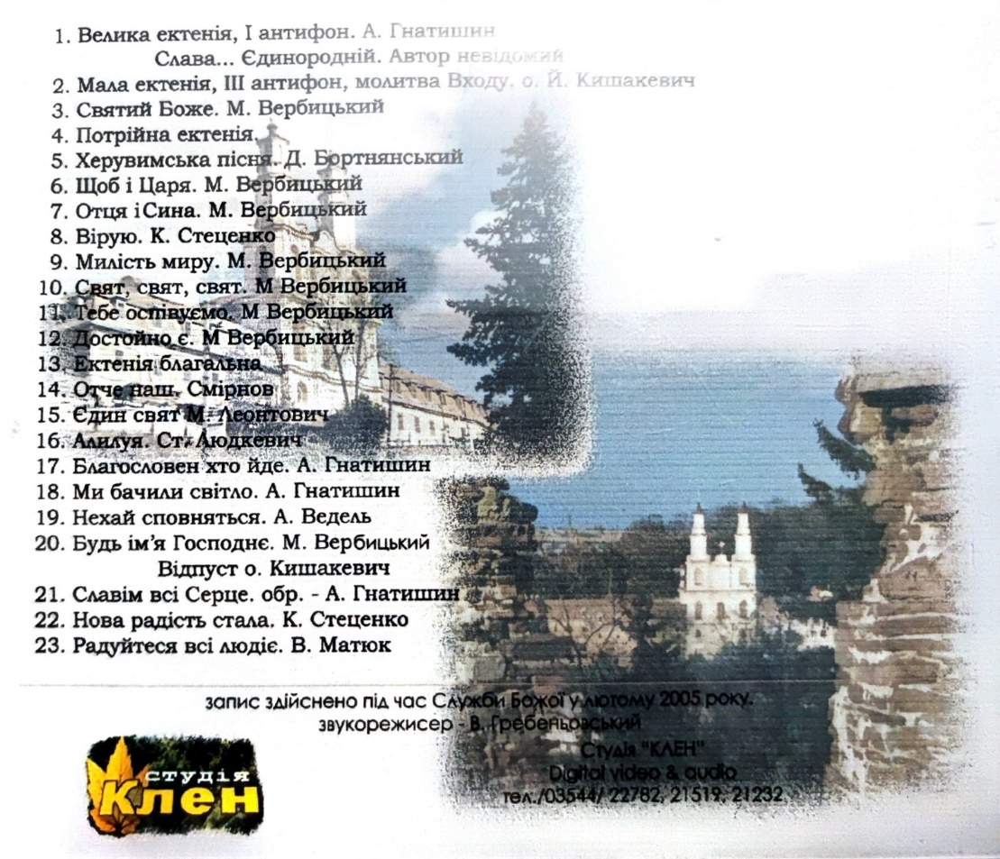 1. Велика ектенія, І антифон. А. Гнатишин
Слава... Єдинородній. Автор невідомий
2. Мала ектенія, ІІІ антифон, молитва Входу. о. Й. Кишакевич
3. Святий Боже. М. Вербицький
4. Потрійна ектенія.
5. Херувимська пісня. Д. Бортнянський
6. Щоб і Царя. М. Вербицький
7. Отця і Сина. М. Вербицький
8. Вірую. К. Стеценко
9. Милість миру. М. Вербицький
10. Свят, свят, свят. М Вербицький
11. Тебе оспівуємо. М Вербицький
12. Достойно є. М Вербицький
13. Ектенія благальна
14. Отче наш. Смірнов
15. Єдин свят М. Леонтович
16. Алилуя. Ст. Людкевич
17. Благословен хто йде. А. Гнатишин
18. Ми бачили світло. А. Гнатишин
19. Нехай сповняться. А. Ведель
20. Будь ім'я Господнє. М. Вербицький
Відпуст о. Кишакевич
21. Славім всі Серце. обр. - А. Гнатишин
22. Нова радість стала. К. Стеценко
23. Радуйтеся всі людіє. В. Матюк
запис здійснено під час Служби Божої у лютому 2005 року.
звукорежисер - В. Гребеньовський
Студія "КЛЕН"
Digital video & audio
тел./03544/ 22782, 21519, 21232
студія
Клен